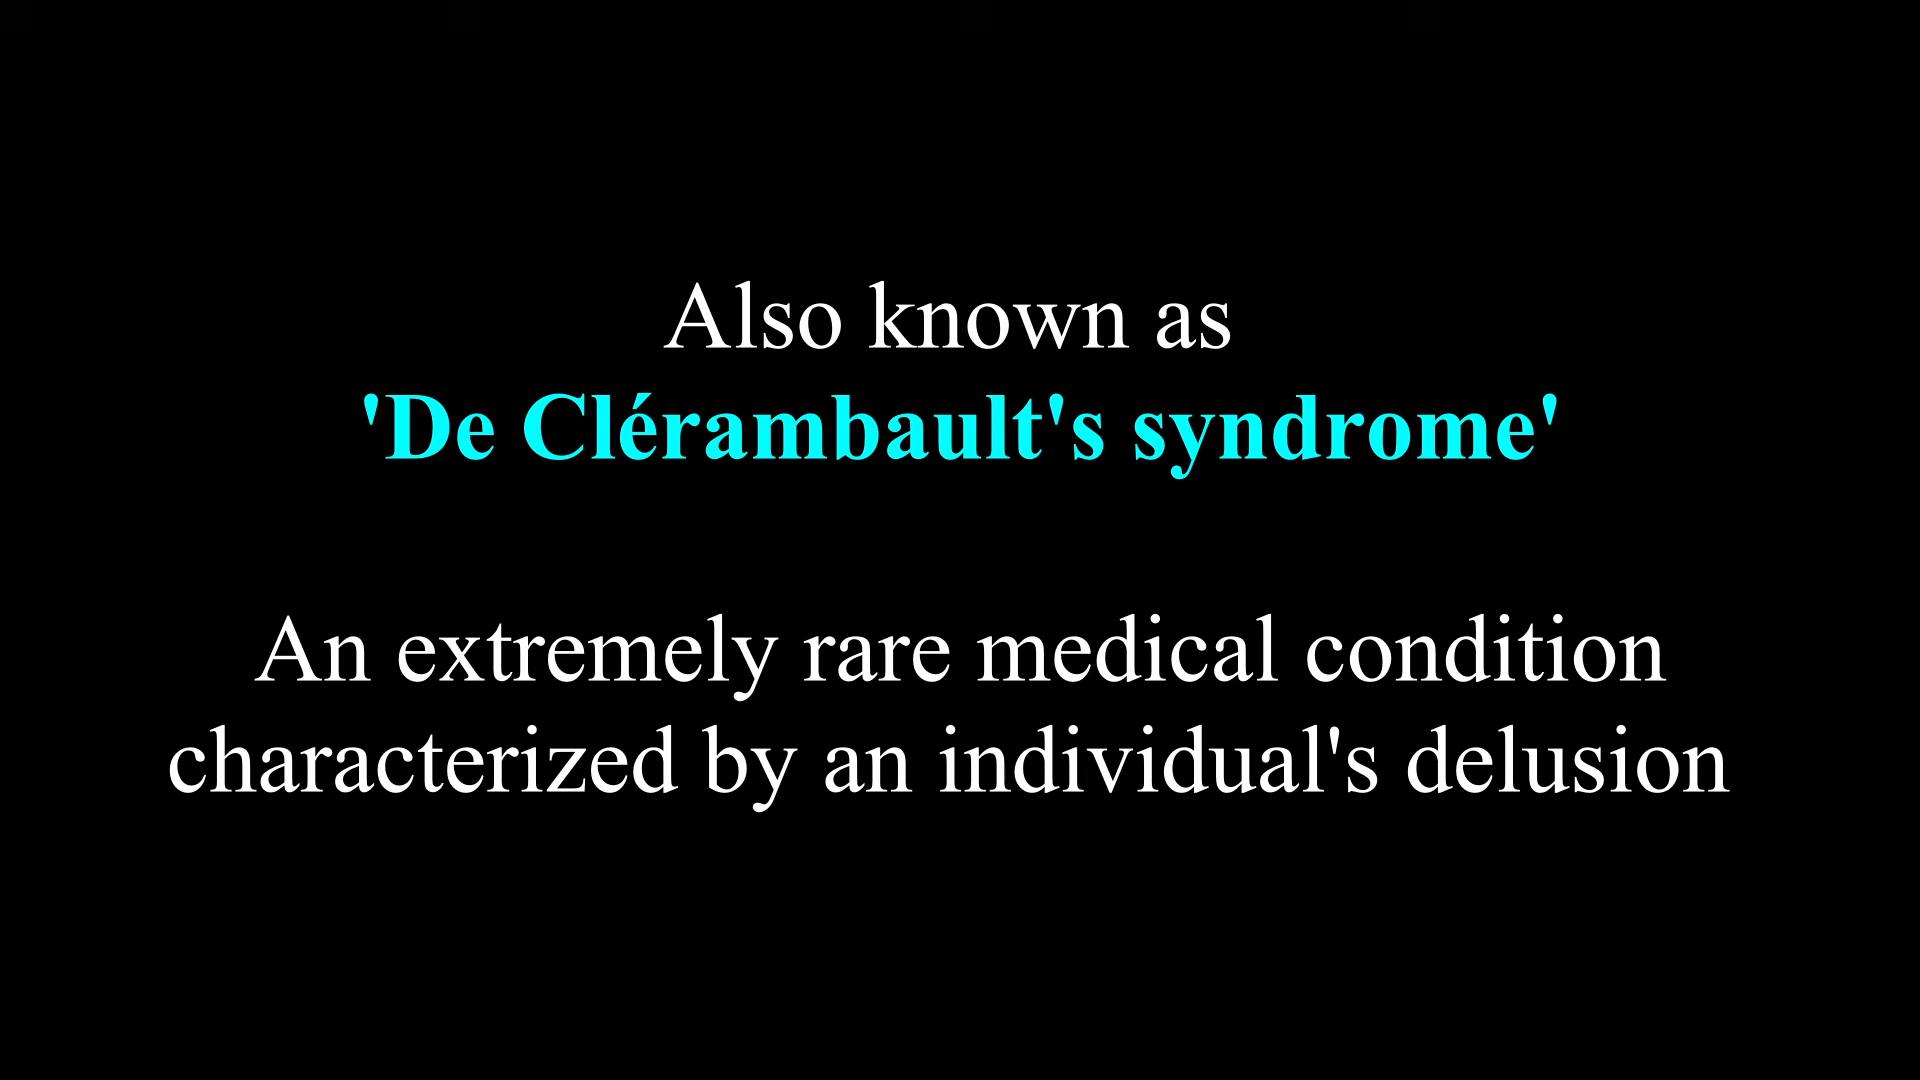 Also known as
'De Clérambault's syndrome'
An extremely rare medical condition
characterized by an individual's delusion